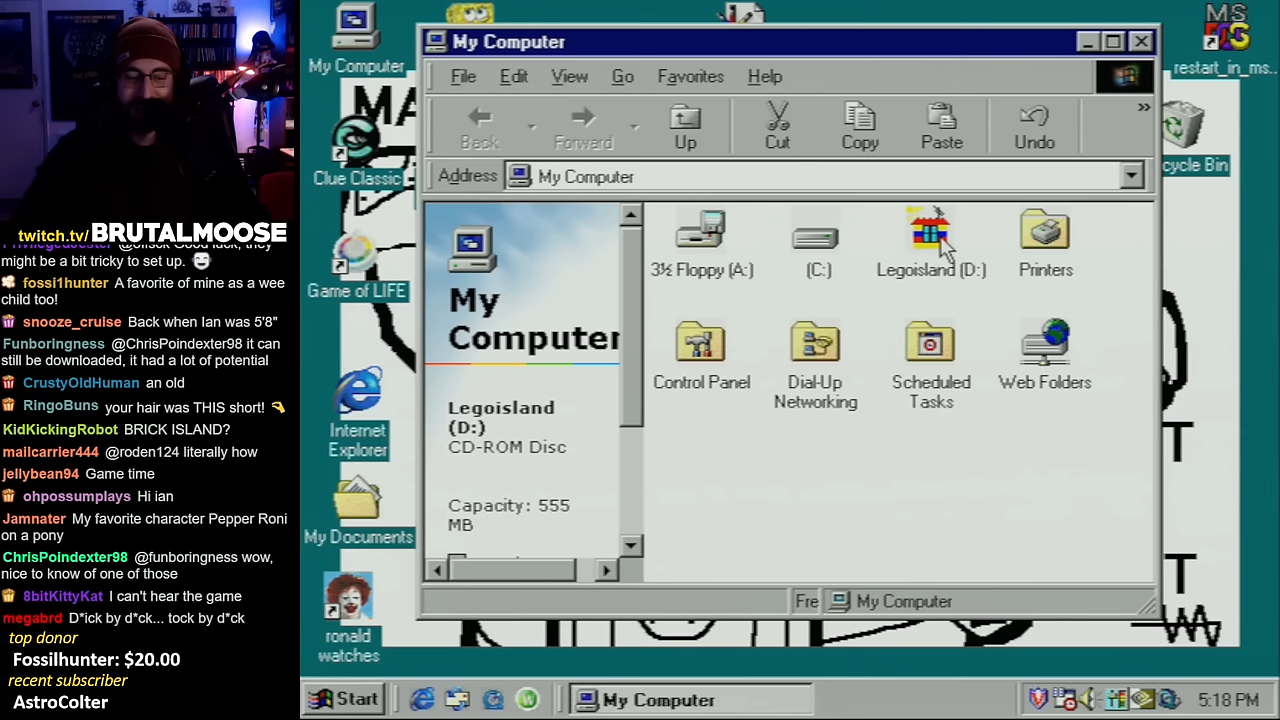 twitch.tv/BRUTALMOOSE
might be a bit tricky to set up.
fossi1hunter A favorite of mine as a wee
child too!
snooze_cruise Back when Ian was 5'8"
Funboringness @ChrisPoindexter98 it can
still be downloaded, it had a lot of potential
CrustyOldHuman an old
RingoBuns your hair was THIS short!
KidKickingRobot BRICK ISLAND?
mailcarrier444 @roden124 literally how
jellybean94 Game time
ohpossumplays Hi ian
Jamnater My favorite character Pepper Roni
on a pony
ChrisPoindexter98 @funboringness wow,
nice to know of one of those
8bitKittyKat I can't hear the game
megabrd D*ick by d*ck... tock by d*ck
top donor
Fossilhunter: $20.00
recent subscriber
AstroColter
My Computer
Clue Classic
Game of LIFE
Internet
Explorer
My Documents
ronald
watches
MA
My Computer
File Edit View Go Favorites Help
Back Forward Up Cut Copy Paste Undo
Address My Computer
My
Computer
Legoisland
(D:)
CD-ROM Disc
Capacity: 555
MB
3½ Floppy (A:) (C:) Legoisland (D:) Printers
Control Panel
Dial-Up
Networking
Scheduled
Tasks
Web Folders
Fre My Computer
MS
restart_in_ms...
cycle Bin
T
T
Start My Computer 5:18 PM